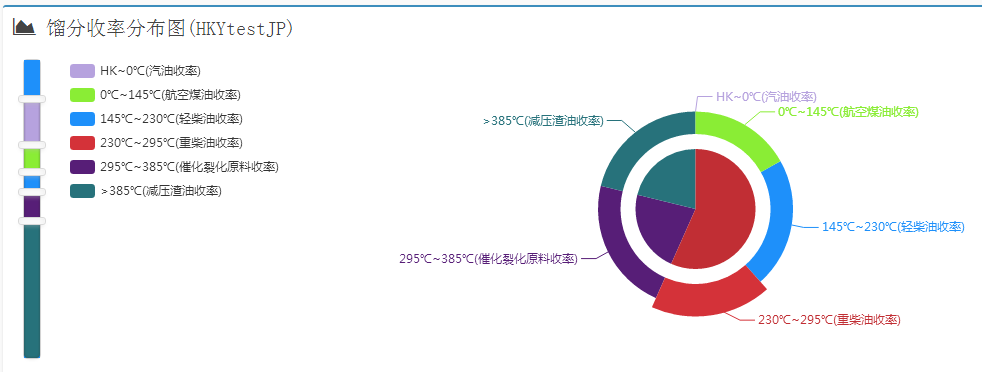 馏分收率分布图(HKYtestJP)
HK~0℃(汽油收率)
0℃~145℃(航空煤油收率)
145℃~230℃(轻柴油收率)
230℃~295℃(重柴油收率)
295℃~385℃(催化裂化原料收率)
>385℃(减压渣油收率)
HK~0℃(汽油收率)
0℃~145℃(航空煤油收率)
>385℃(减压渣油收率)
145℃~230℃(轻柴油收率)
295℃~385℃(催化裂化原料收率)
230℃~295℃(重柴油收率)